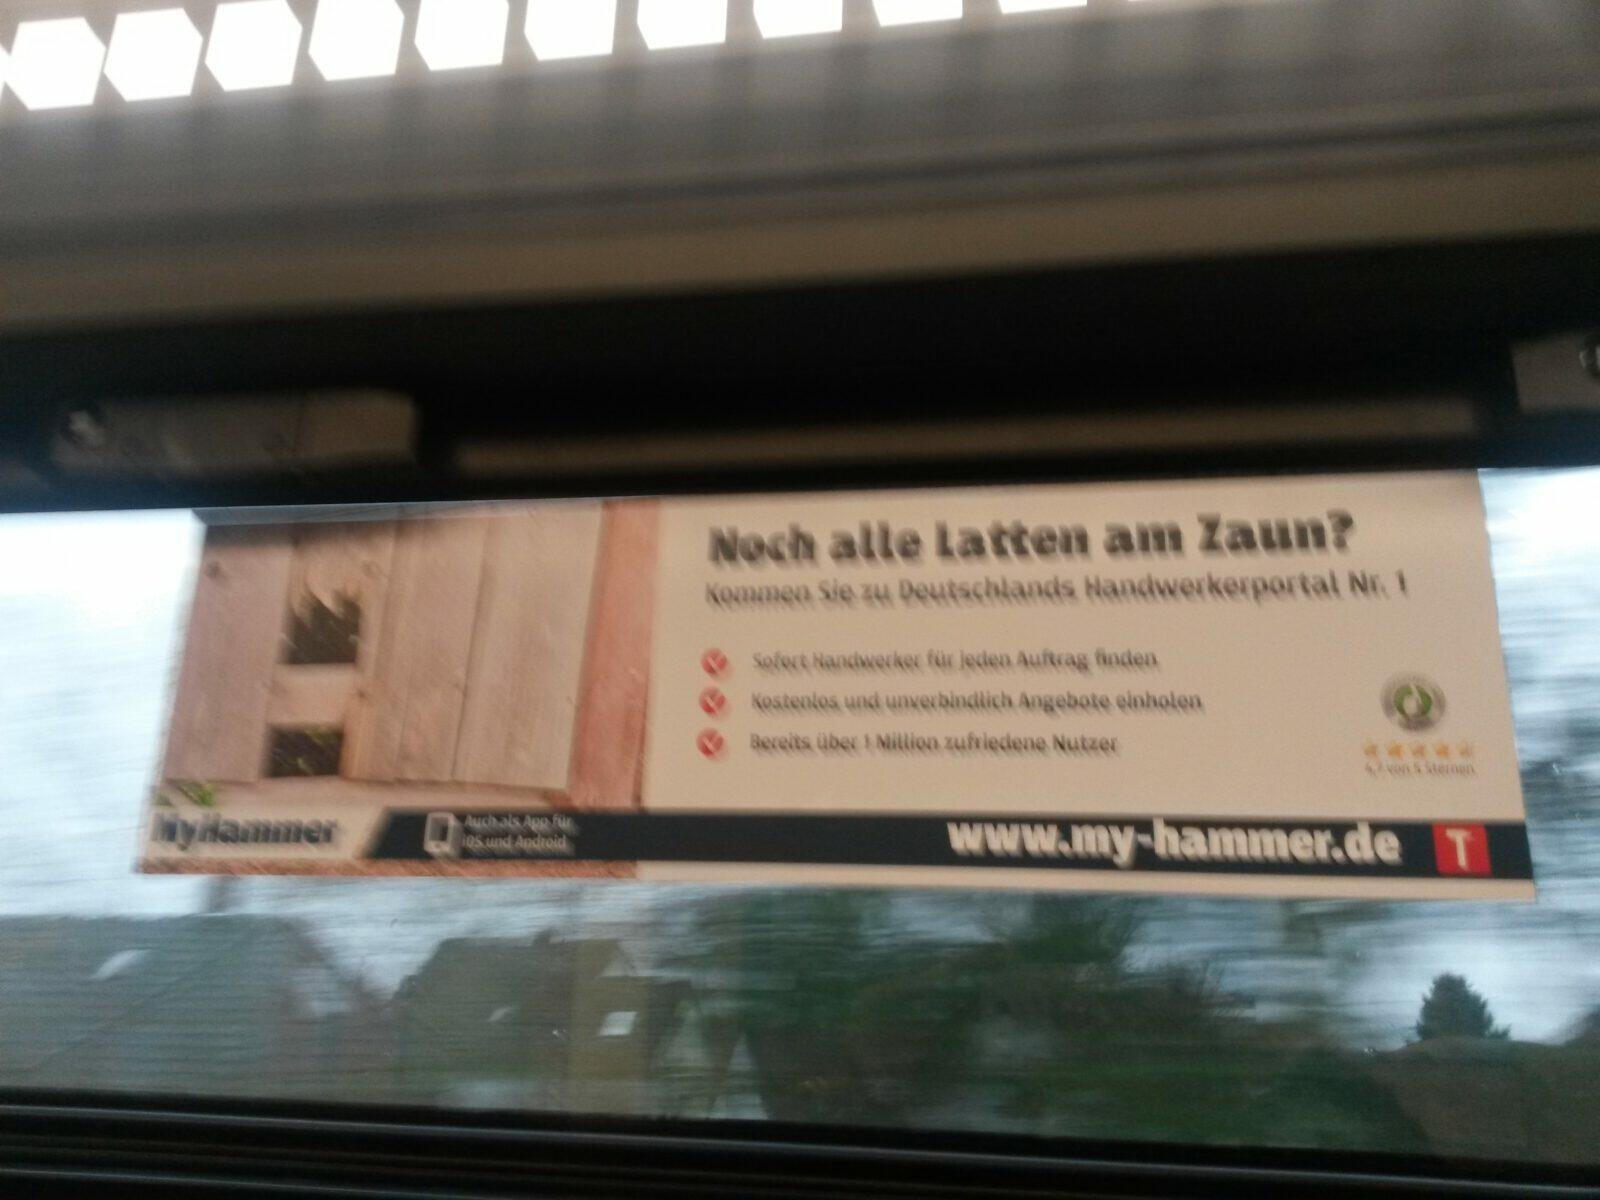 Noch alle Latten am Zaun?
Kommen Sie zu Deutschlands Handwerkerportal Nr. 1
Sofort Handwerker für jeden Auftrag finden
Kostenlos und unverbindlich Angebote einholen
Bereits über 1 Million zufriedene Nutzer
4,7 von 5 Sternen
MyHammer
Auch als App für
iOS und Android
www.my-hammer.de